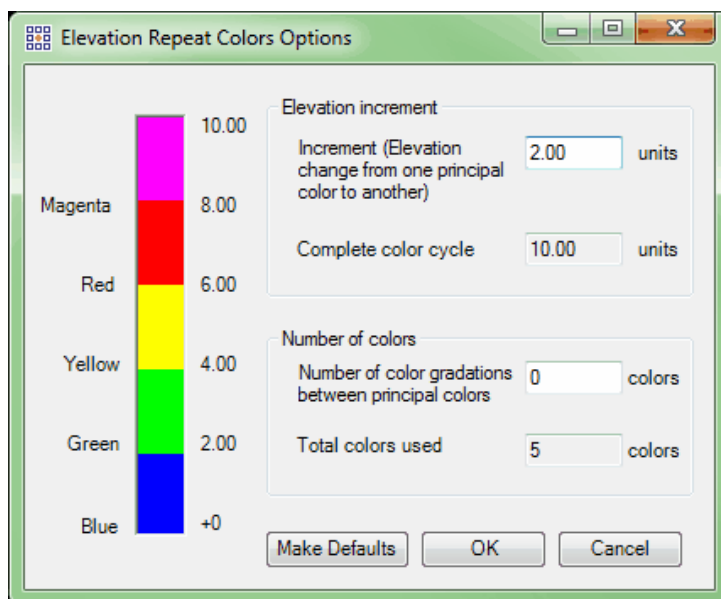 Elevation Repeat Colors Options
10.00
Magenta
8.00
Red
6.00
Yellow
4.00
Green
2.00
Blue
+0
Elevation increment
Increment (Elevation
change from one principal
color to another)
2.00
units
Complete color cycle
10.00
units
Number of colors
Number of color gradations
between principal colors
0
colors
Total colors used
5
colors
Make Defaults
OK
Cancel